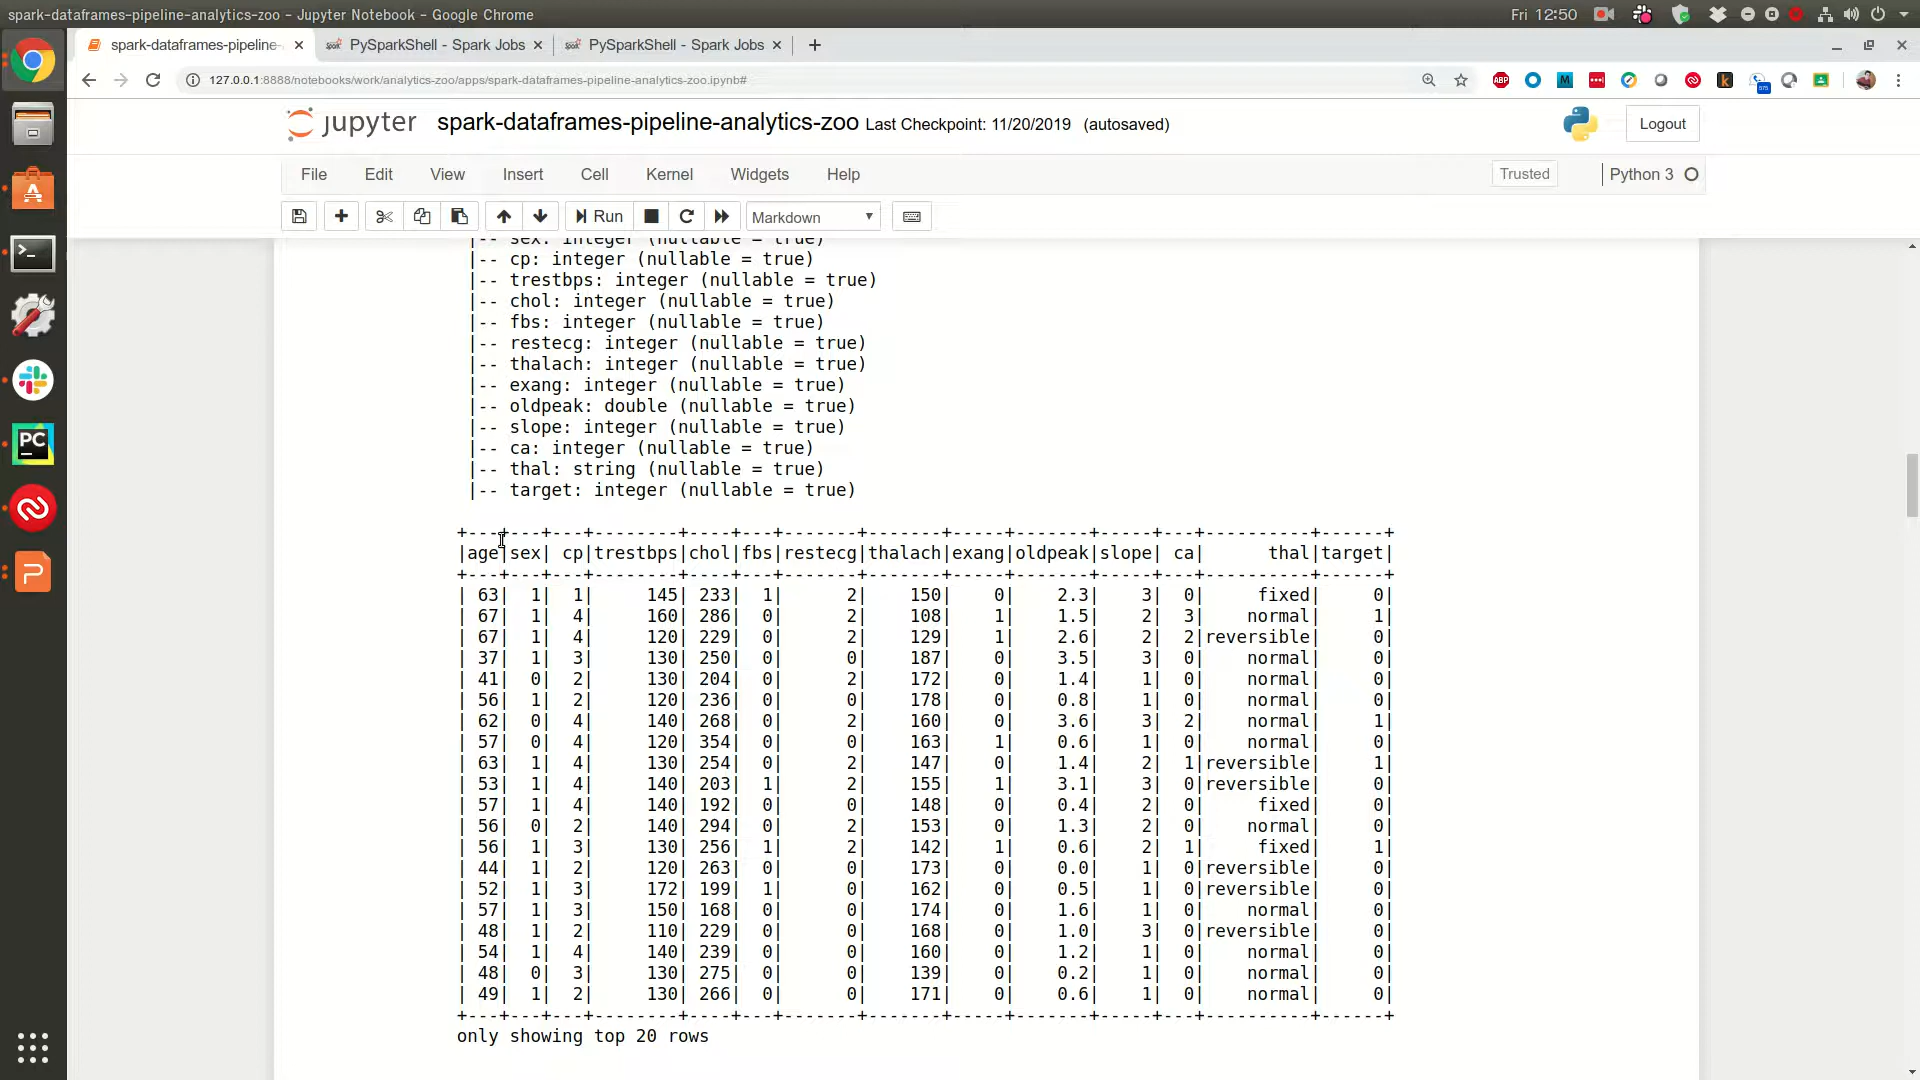 spark-dataframes-pipeline-analytics-zoo - Jupyter Notebook - Google Chrome
Fri 12:50
spark-dataframes-pipeline-
PySparkShell - Spark Jobs
PySparkShell - Spark Jobs
127.0.0.1:8888/notebooks/work/analytics-zoo/apps/spark-dataframes-pipeline-analytics-zoo.ipynb#
jupyter spark-dataframes-pipeline-analytics-zoo Last Checkpoint: 11/20/2019 (autosaved)
Logout
File Edit View Insert Cell Kernel Widgets Help
Trusted
Python 3
Run
Markdown
|-- sex: integer (nullable = true)
|-- cp: integer (nullable = true)
|-- trestbps: integer (nullable = true)
|-- chol: integer (nullable = true)
|-- fbs: integer (nullable = true)
|-- restecg: integer (nullable = true)
|-- thalach: integer (nullable = true)
|-- exang: integer (nullable = true)
|-- oldpeak: double (nullable = true)
|-- slope: integer (nullable = true)
|-- ca: integer (nullable = true)
|-- thal: string (nullable = true)
|-- target: integer (nullable = true)
+---+---+---+--------+----+---+-------+-------+-----+-------+-----+---+----------+------+
|age|sex| cp|trestbps|chol|fbs|restecg|thalach|exang|oldpeak|slope| ca|      thal|target|
+---+---+---+--------+----+---+-------+-------+-----+-------+-----+---+----------+------+
| 63|  1|  1|     145| 233|  1|      2|    150|    0|    2.3|    3|  0|     fixed|     0|
| 67|  1|  4|     160| 286|  0|      2|    108|    1|    1.5|    2|  3|    normal|     1|
| 67|  1|  4|     120| 229|  0|      2|    129|    1|    2.6|    2|  2|reversible|     0|
| 37|  1|  3|     130| 250|  0|      0|    187|    0|    3.5|    3|  0|    normal|     0|
| 41|  0|  2|     130| 204|  0|      2|    172|    0|    1.4|    1|  0|    normal|     0|
| 56|  1|  2|     120| 236|  0|      0|    178|    0|    0.8|    1|  0|    normal|     0|
| 62|  0|  4|     140| 268|  0|      2|    160|    0|    3.6|    3|  2|    normal|     1|
| 57|  0|  4|     120| 354|  0|      0|    163|    1|    0.6|    1|  0|    normal|     0|
| 63|  1|  4|     130| 254|  0|      2|    147|    0|    1.4|    2|  1|reversible|     1|
| 53|  1|  4|     140| 203|  1|      2|    155|    1|    3.1|    3|  0|reversible|     0|
| 57|  1|  4|     140| 192|  0|      0|    148|    0|    0.4|    2|  0|     fixed|     0|
| 56|  0|  2|     140| 294|  0|      2|    153|    0|    1.3|    2|  0|    normal|     0|
| 56|  1|  3|     130| 256|  1|      2|    142|    1|    0.6|    2|  1|     fixed|     1|
| 44|  1|  2|     120| 263|  0|      0|    173|    0|    0.0|    1|  0|reversible|     0|
| 52|  1|  3|     172| 199|  1|      0|    162|    0|    0.5|    1|  0|reversible|     0|
| 57|  1|  3|     150| 168|  0|      0|    174|    0|    1.6|    1|  0|    normal|     0|
| 48|  1|  2|     110| 229|  0|      0|    168|    0|    1.0|    3|  0|reversible|     0|
| 54|  1|  4|     140| 239|  0|      0|    160|    0|    1.2|    1|  0|    normal|     0|
| 48|  0|  3|     130| 275|  0|      0|    139|    0|    0.2|    1|  0|    normal|     0|
| 49|  1|  2|     130| 266|  0|      0|    171|    0|    0.6|    1|  0|    normal|     0|
+---+---+---+--------+----+---+-------+-------+-----+-------+-----+---+----------+------+
only showing top 20 rows